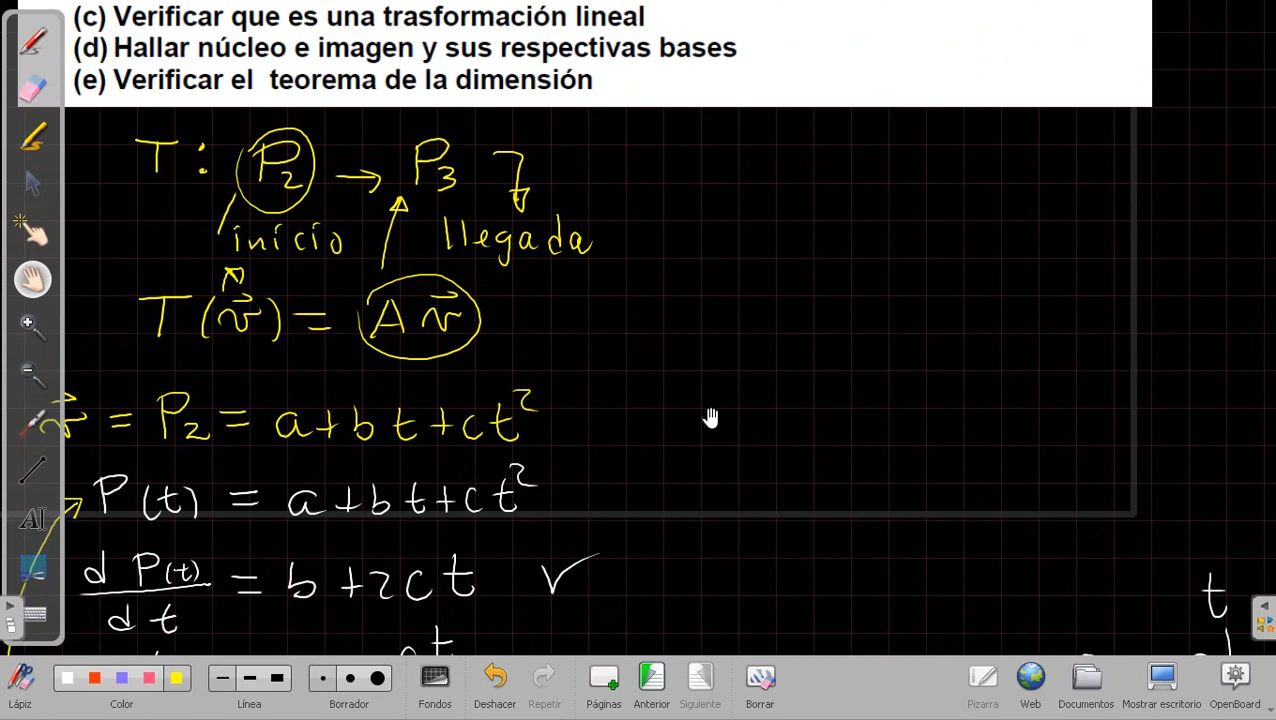 (c) Verificar que es una trasformación lineal
(d) Hallar núcleo e imagen y sus respectivas bases
(e) Verificar el teorema de la dimensión
T : P₂ → P₃
inicio llegada
T(v⃗) = A v⃗
v⃗ = P₂ = a+bt+ct²
P(t) = a+bt+ct²
d P(t) / dt = b+2ct ✓
t
t
Lápiz Color Línea Borrador Fondos Deshacer Repetir Páginas Anterior Siguiente Borrar Pizarra Web Documentos Mostrar escritorio OpenBoard